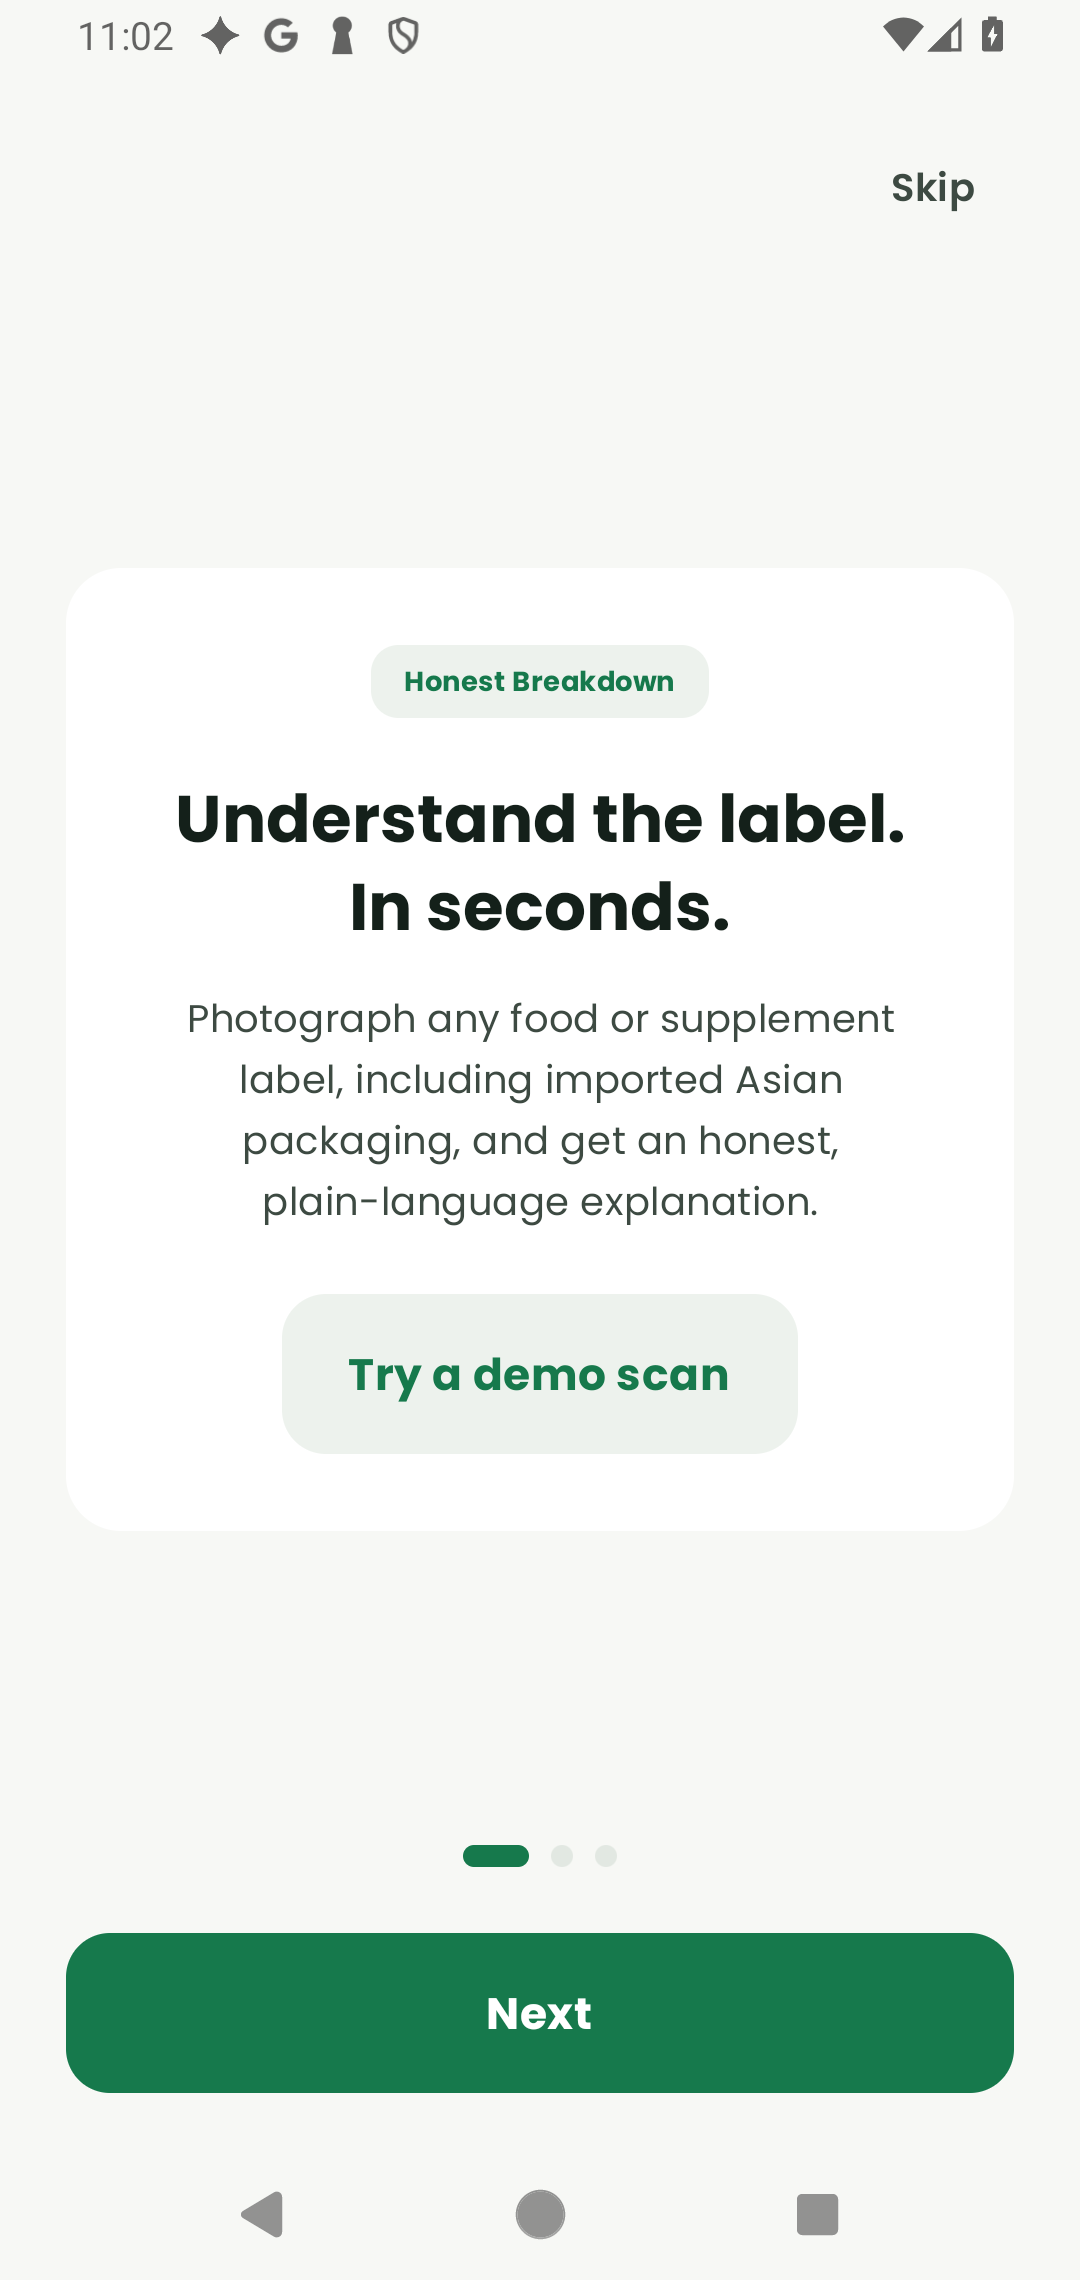 11:02
Skip
Honest Breakdown
Understand the label.
In seconds.
Photograph any food or supplement
label, including imported Asian
packaging, and get an honest,
plain-language explanation.
Try a demo scan
Next